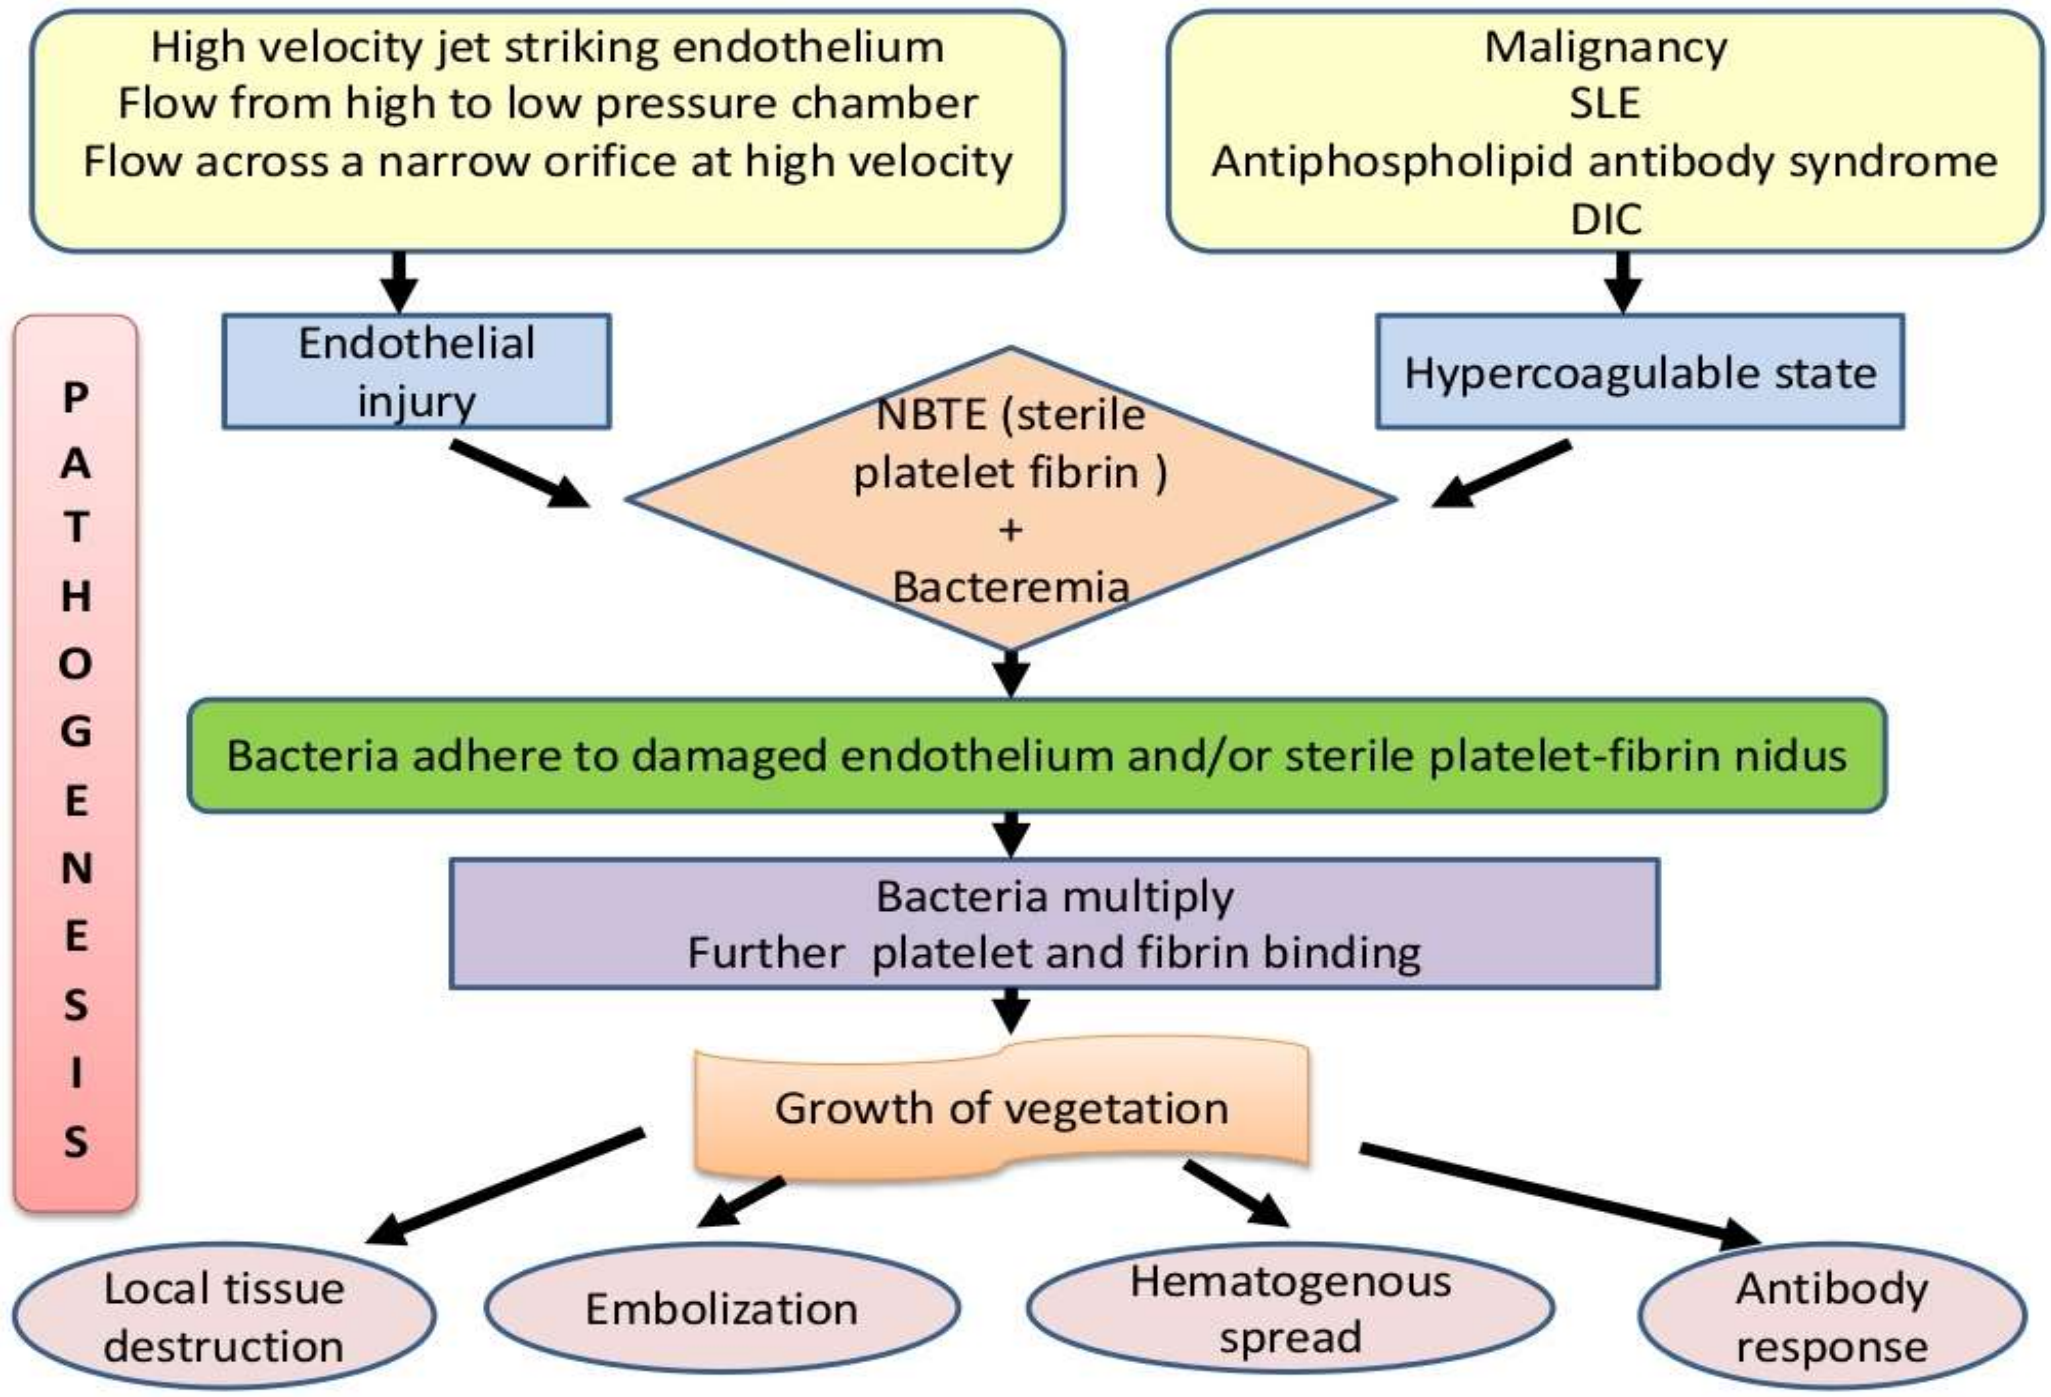 High velocity jet striking endothelium
Flow from high to low pressure chamber
Flow across a narrow orifice at high velocity
Malignancy
SLE
Antiphospholipid antibody syndrome
DIC
Endothelial
injury
Hypercoagulable state
NBTE (sterile
platelet fibrin )
+
Bacteremia
P
A
T
H
O
G
E
N
E
S
I
S
Bacteria adhere to damaged endothelium and/or sterile platelet-fibrin nidus
Bacteria multiply
Further  platelet and fibrin binding
Growth of vegetation
Local tissue
destruction
Embolization
Hematogenous
spread
Antibody
response